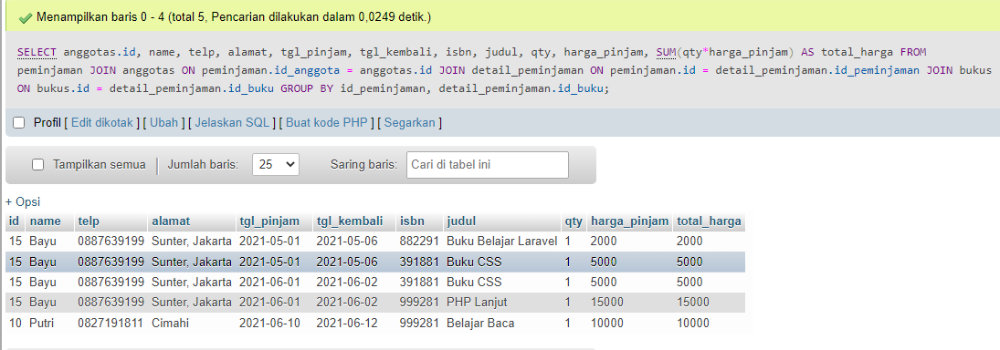 Menampilkan baris 0 - 4 (total 5, Pencarian dilakukan dalam 0,0249 detik.)
SELECT anggotas.id, name, telp, alamat, tgl_pinjam, tgl_kembali, isbn, judul, qty, harga_pinjam, SUM(qty*harga_pinjam) AS total_harga FROM
peminjaman JOIN anggotas ON peminjaman.id_anggota = anggotas.id JOIN detail_peminjaman ON peminjaman.id = detail_peminjaman.id_peminjaman JOIN bukus
ON bukus.id = detail_peminjaman.id_buku GROUP BY id_peminjaman, detail_peminjaman.id_buku;
Profil [ Edit dikotak ] [ Ubah ] [ Jelaskan SQL ] [ Buat kode PHP ] [ Segarkan ]
Tampilkan semua Jumlah baris: 25 Saring baris: Cari di tabel ini
+ Opsi
id name telp alamat tgl_pinjam tgl_kembali isbn judul qty harga_pinjam total_harga
15 Bayu 0887639199 Sunter, Jakarta 2021-05-01 2021-05-06 882291 Buku Belajar Laravel 1 2000 2000
15 Bayu 0887639199 Sunter, Jakarta 2021-05-01 2021-05-06 391881 Buku CSS 1 5000 5000
15 Bayu 0887639199 Sunter, Jakarta 2021-06-01 2021-06-02 391881 Buku CSS 1 5000 5000
15 Bayu 0887639199 Sunter, Jakarta 2021-06-01 2021-06-02 999281 PHP Lanjut 1 15000 15000
10 Putri 0827191811 Cimahi 2021-06-10 2021-06-12 999281 Belajar Baca 1 10000 10000